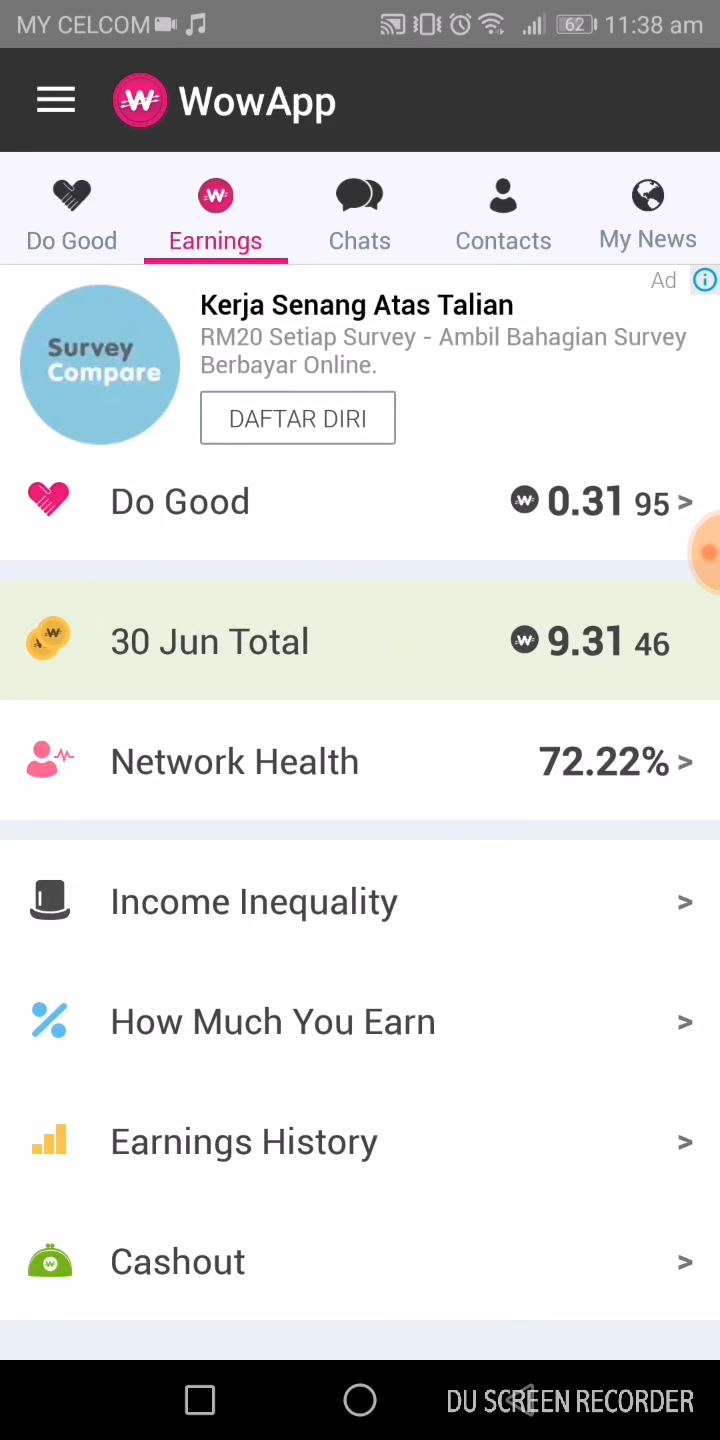 MY CELCOM 62 11:38 am
WowApp
Do Good Earnings Chats Contacts My News
Ad
Survey
Compare
Kerja Senang Atas Talian
RM20 Setiap Survey - Ambil Bahagian Survey
Berbayar Online.
DAFTAR DIRI
Do Good W 0.31 95 >
30 Jun Total W 9.31 46
Network Health 72.22% >
Income Inequality >
How Much You Earn >
Earnings History >
Cashout >
DU SCREEN RECORDER